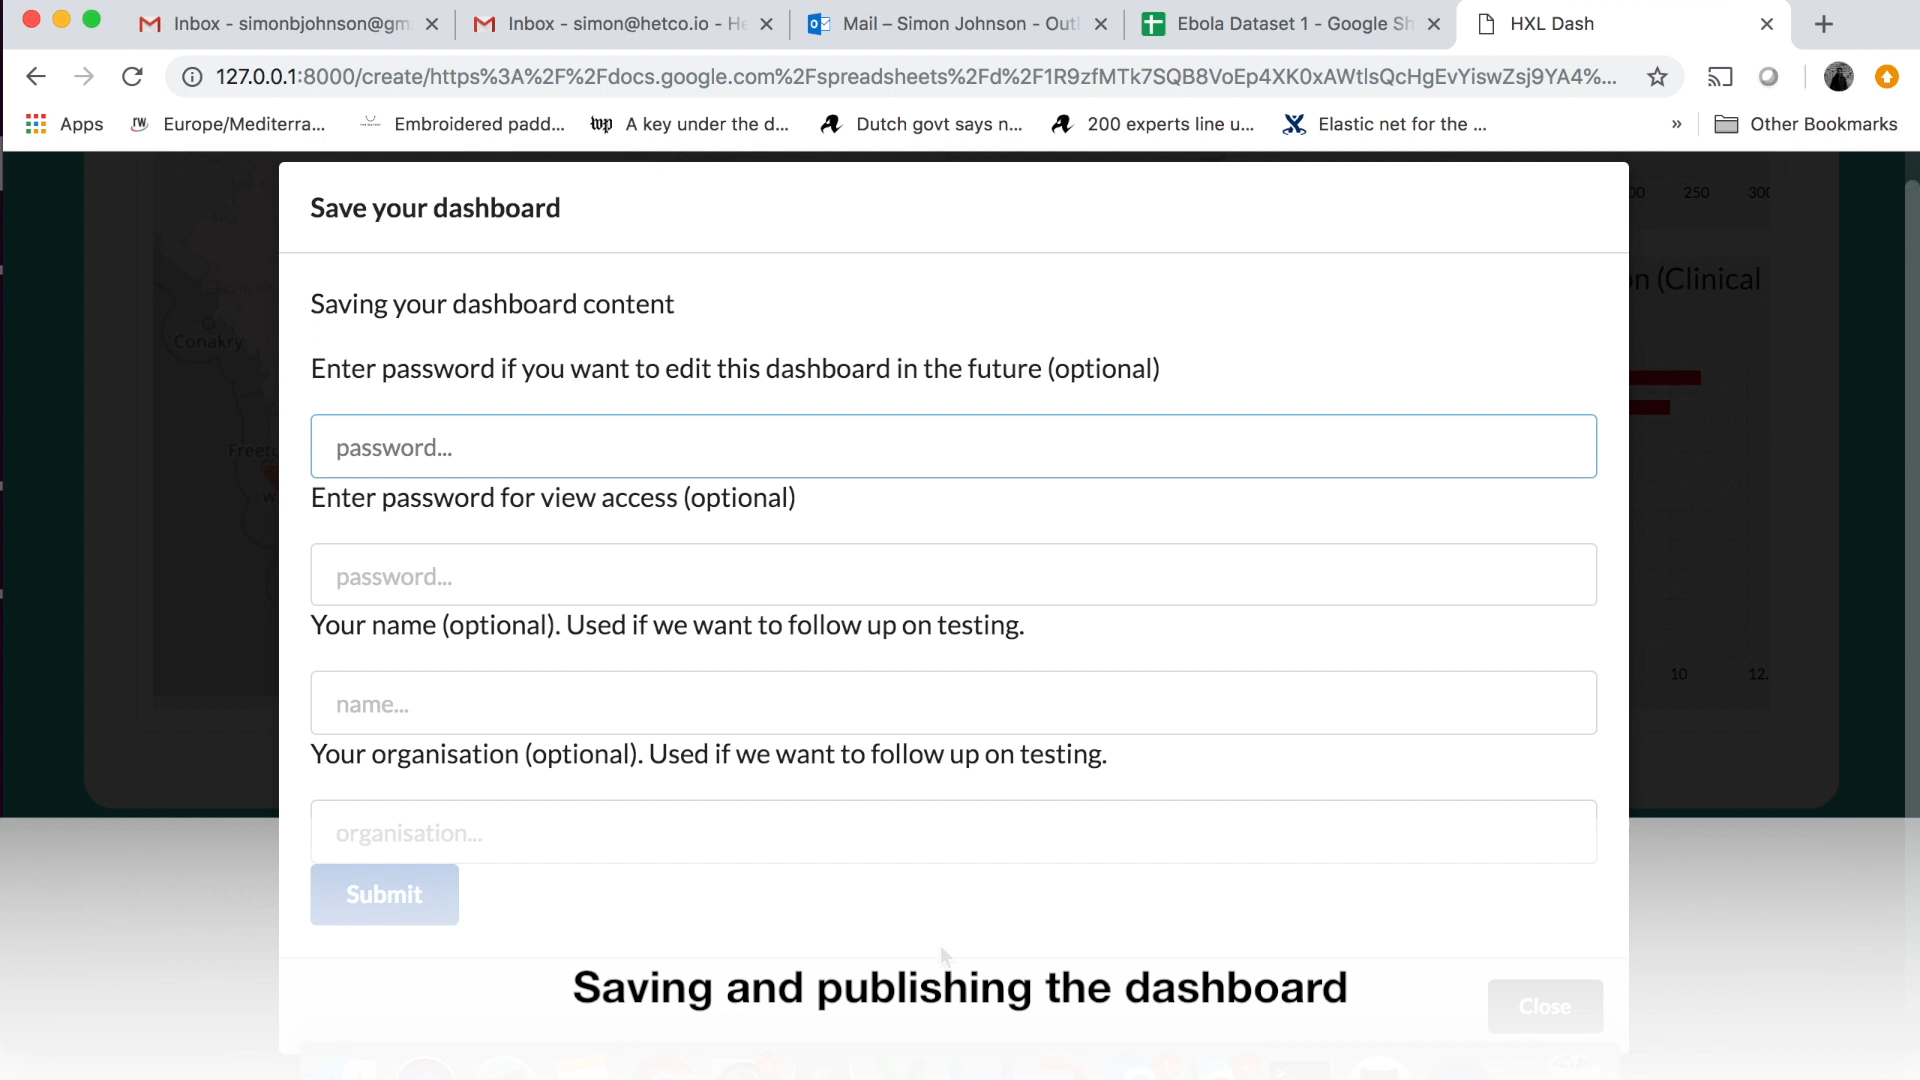 Inbox - simonbjohnson@gm
Inbox - simon@hetco.io - He
Mail – Simon Johnson - Outl
Ebola Dataset 1 - Google Sh
HXL Dash
127.0.0.1:8000/create/https%3A%2F%2Fdocs.google.com%2Fspreadsheets%2Fd%2F1R9zfMTk7SQB8VoEp4XK0xAWtlsQcHgEvYiswZsj9YA4%...
Apps
Europe/Mediterra...
Embroidered padd...
A key under the d...
Dutch govt says n...
200 experts line u...
Elastic net for the ...
» Other Bookmarks
Save your dashboard
250 300
Saving your dashboard content
n (Clinical
Conakry
Enter password if you want to edit this dashboard in the future (optional)
password...
Freeto
Enter password for view access (optional)
password...
Your name (optional). Used if we want to follow up on testing.
name...
10 12.
Your organisation (optional). Used if we want to follow up on testing.
organisation...
Submit
Saving and publishing the dashboard
Close